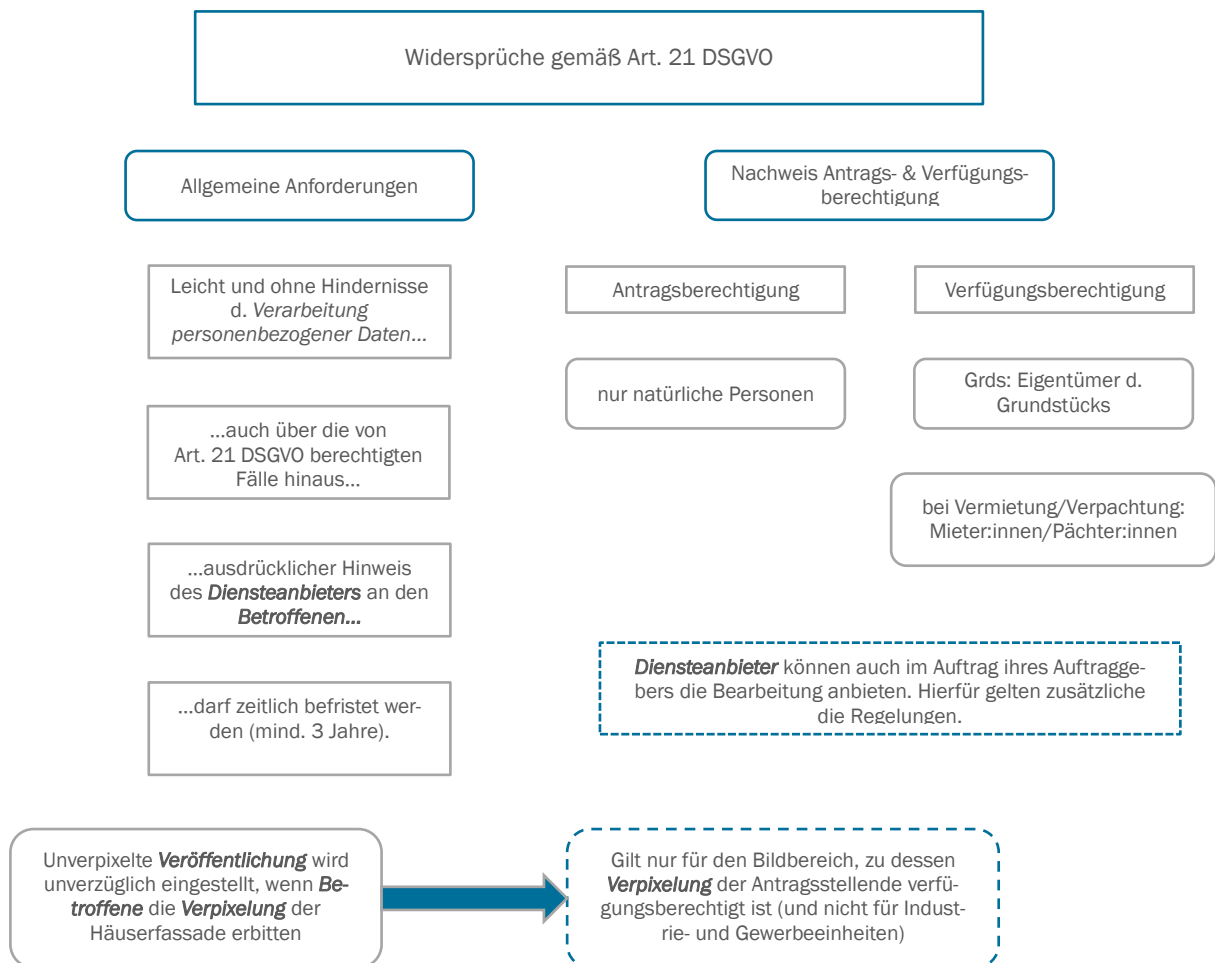 Widersprüche gemäß Art. 21 DSGVO
Allgemeine Anforderungen
Leicht und ohne Hindernisse
d. Verarbeitung
personenbezogener Daten...
...auch über die von
Art. 21 DSGVO berechtigten
Fälle hinaus...
...ausdrücklicher Hinweis
des Diensteanbieters an den
Betroffenen...
...darf zeitlich befristet wer-
den (mind. 3 Jahre).
Nachweis Antrags- & Verfügungs-
berechtigung
Antragsberechtigung
nur natürliche Personen
Verfügungsberechtigung
Grds: Eigentümer d.
Grundstücks
bei Vermietung/Verpachtung:
Mieter:innen/Pächter:innen
Diensteanbieter können auch im Auftrag ihres Auftragge-
bers die Bearbeitung anbieten. Hierfür gelten zusätzliche
die Regelungen.
Unverpixelte Veröffentlichung wird
unverzüglich eingestellt, wenn Be-
troffene die Verpixelung der
Häuserfassade erbitten
Gilt nur für den Bildbereich, zu dessen
Verpixelung der Antragsstellende verfü-
gungsberechtigt ist (und nicht für Indust-
rie- und Gewerbeeinheiten)